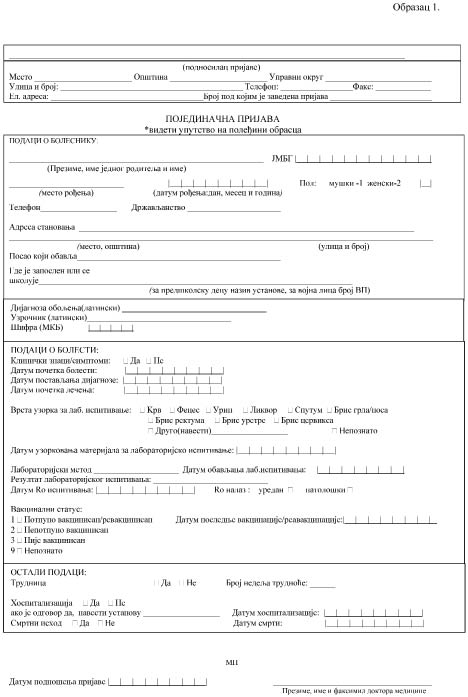 Образац 1.
(подносилац пријаве)
Место Општина Управни округ
Улица и број: Телефон: Факс:
Ел. адреса: Број под којим је заведена пријава
ПОЈЕДИНАЧНА ПРИЈАВА
*видети упутство на полеђини обрасца
ПОДАЦИ О БОЛЕСНИКУ:
ЈМБГ
(Презиме, име једног родитеља и име)
Пол: мушки -1 женски-2
(место рођења) (датум рођења:дан, месец и година)
Телефон Држављанство
Адреса становања
(место, општина) (улица и број)
Посао који обавља
Где је запослен или се
школује
(за предшколску децу назив установе, за војна лица број ВП)
Дијагноза обољења(латински)
Узрочник (латински)
Шифра (МКБ)
ПОДАЦИ О БОЛЕСТИ:
Клинички знаци/симптоми: □ Да □ Не
Датум почетка болести:
Датум постављања дијагнозе:
Датум почетка лечења:
Врста узорка за лаб. испитивање: □ Крв □ Фецес □ Урин □ Ликвор □ Спутум □ Брис грла/носа
□ Брис ректума □ Брис уретре □ Брис цервикса
□ Друго(навести) □ Непознато
Датум узорковања материјала за лабораторијско испитивање:
Лабораторијски метод Датум обављања лаб.испитивања:
Резултат лабораторијског испитивања:
Датум Ro испитивања: Ro налаз : уредан □ патолошки □
Вакцинални статус:
1 □ Потпуно вакцинисан/ревакцинисан Датум последње вакцинације/ревакцинације:
2 □ Непотпуно вакцинисан
3 □ Није вакцинисан
9 □ Непознато
ОСТАЛИ ПОДАЦИ:
Трудница □ Да □ Не Број недеља трудноће:
Хоспитализација □ Да □ Не
ако је одговор да, навести установу Датум хоспитализације:
Смртни исход □ Да □ Не Датум смрти:
МП
Датум подношења пријаве
Презиме, име и факсимил доктора медицине